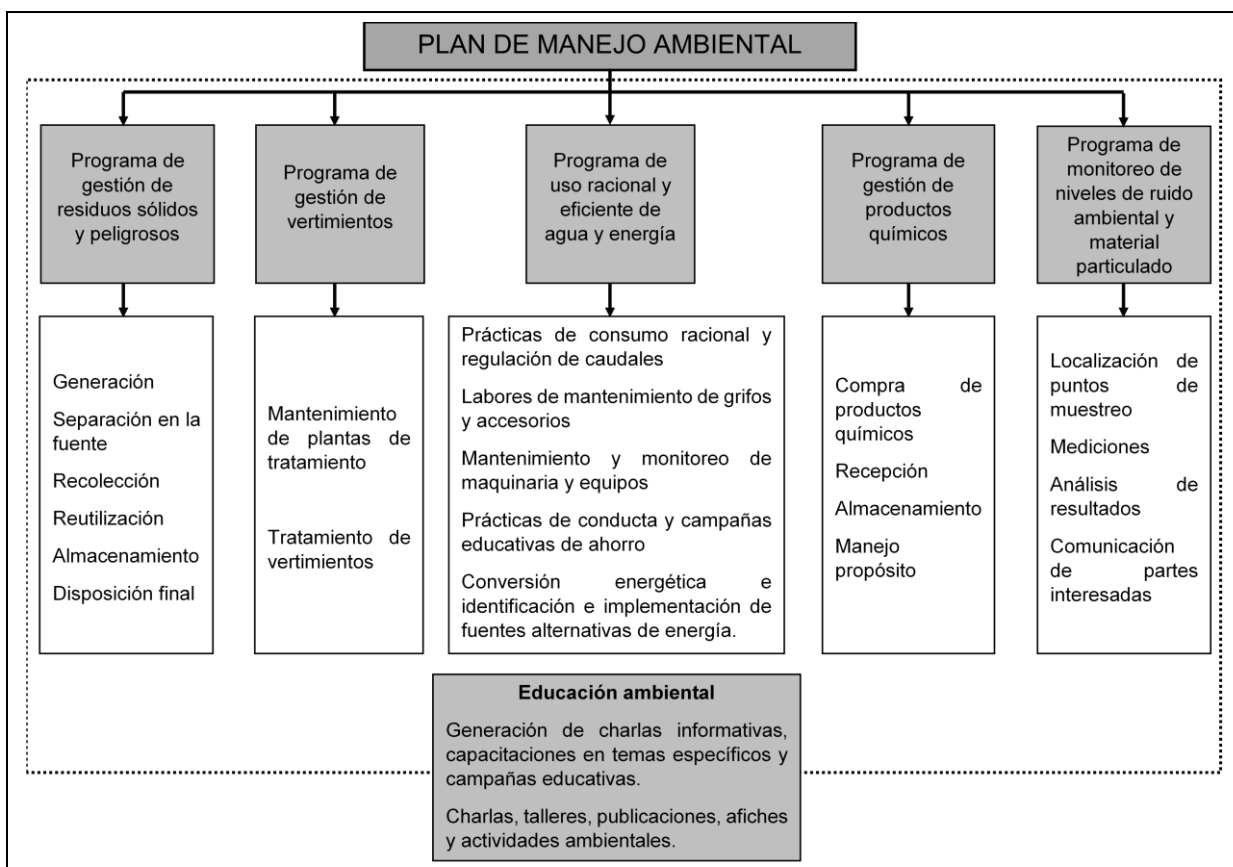 PLAN DE MANEJO AMBIENTAL
Programa de
gestión de
residuos sólidos
y peligrosos
Programa de
gestión de
vertimientos
Programa de
uso racional y
eficiente de
agua y energía
Programa de
gestión de
productos
químicos
Programa de
monitoreo de
niveles de ruido
ambiental y
material
particulado
Generación
Separación en la
fuente
Recolección
Reutilización
Almacenamiento
Disposición final
Mantenimiento
de plantas de
tratamiento
Tratamiento de
vertimientos
Prácticas de consumo racional y
regulación de caudales
Labores de mantenimiento de grifos
y accesorios
Mantenimiento y monitoreo de
maquinaria y equipos
Prácticas de conducta y campañas
educativas de ahorro
Conversión energética e
identificación e implementación de
fuentes alternativas de energía.
Compra de
productos
químicos
Recepción
Almacenamiento
Manejo
propósito
Localización de
puntos de
muestreo
Mediciones
Análisis de
resultados
Comunicación
de partes
interesadas
Educación ambiental
Generación de charlas informativas,
capacitaciones en temas específicos y
campañas educativas.
Charlas, talleres, publicaciones, afiches
y actividades ambientales.